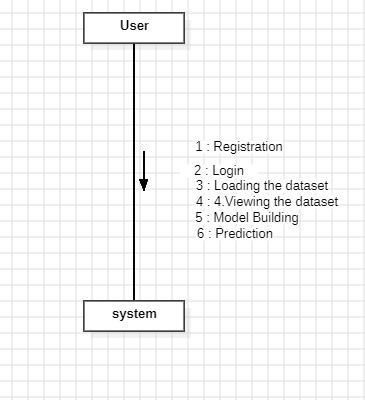 User
1 : Registration
2 : Login
3 : Loading the dataset
4 : 4.Viewing the dataset
5 : Model Building
6 : Prediction
system